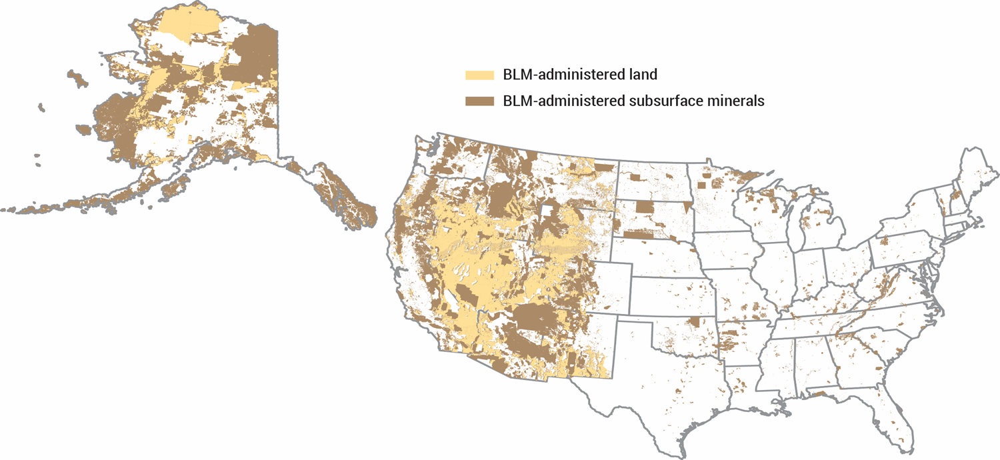 BLM-administered land
BLM-administered subsurface minerals